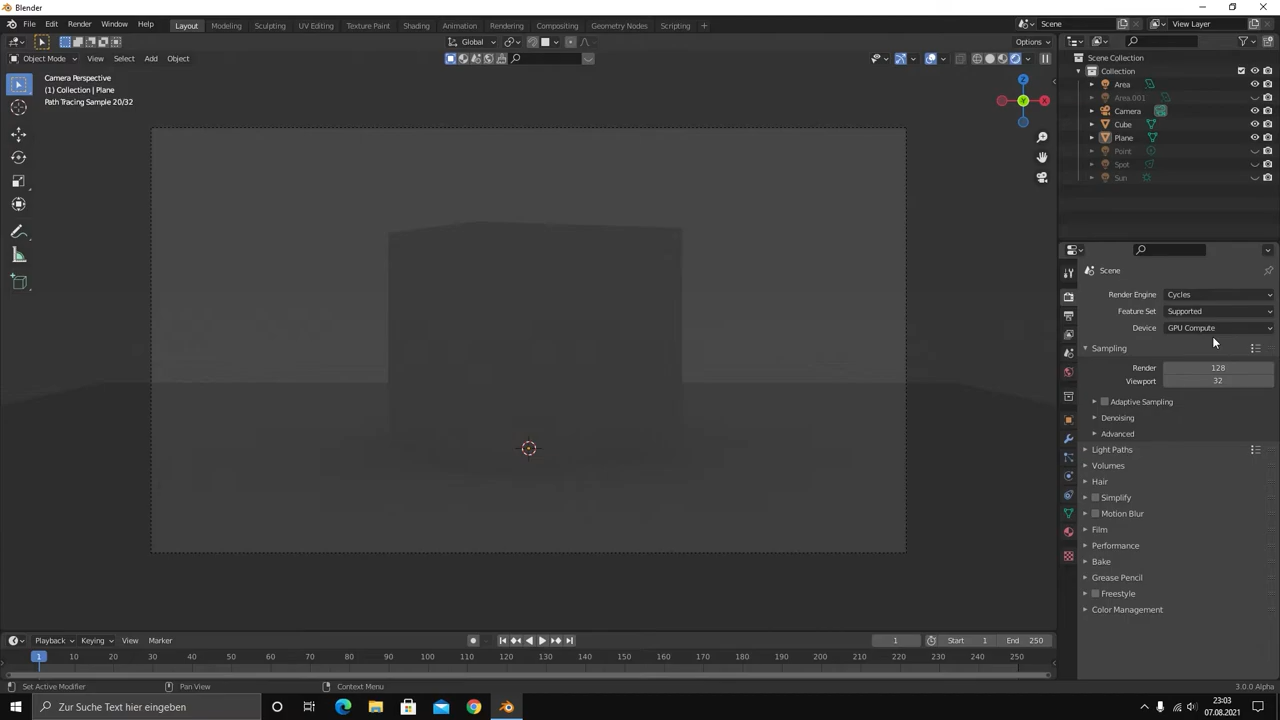 Blender
File Edit Render Window Help Layout Modeling Sculpting UV Editing Texture Paint Shading Animation Rendering Compositing Geometry Nodes Scripting + Scene View Layer
Global Options
Object Mode View Select Add Object
Camera Perspective
(1) Collection | Plane
Path Tracing Sample 20/32
Z
Y
X
Scene Collection
Collection
Area
Area.001
Camera
Cube
Plane
Point
Spot
Sun
Scene
Render Engine Cycles
Feature Set Supported
Device GPU Compute
Sampling
Render 128
Viewport 32
Adaptive Sampling
Denoising
Advanced
Light Paths
Volumes
Hair
Simplify
Motion Blur
Film
Performance
Bake
Grease Pencil
Freestyle
Color Management
Playback Keying View Marker 1 Start 1 End 250
1 10 20 30 40 50 60 70 80 90 100 110 120 130 140 150 160 170 180 190 200 210 220 230 240 250
Set Active Modifier Pan View Context Menu 3.0.0 Alpha
Zur Suche Text hier eingeben
23:03
07.08.2021